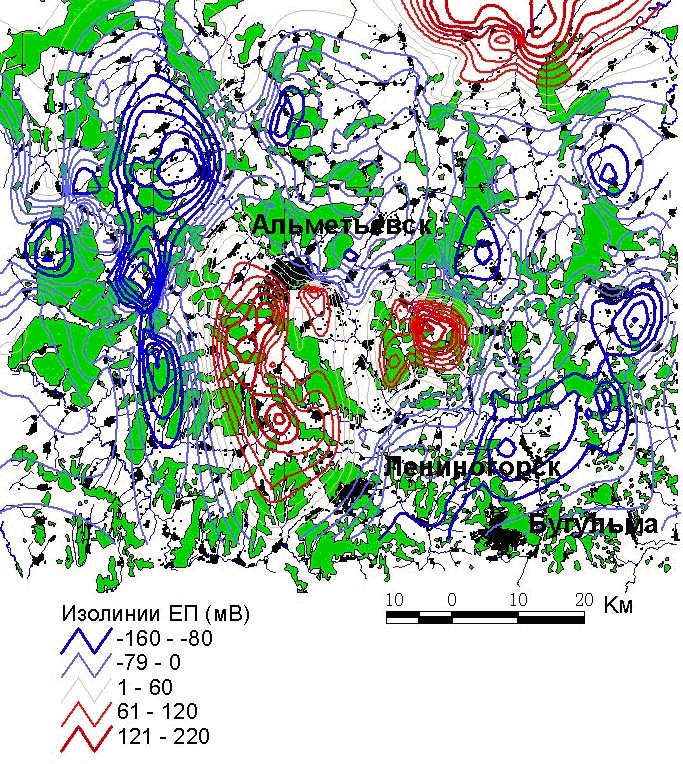 Альметьевск
Лениногорск
Бугульма
Изолинии ЕП (мВ)
-160 - -80
-79 - 0
1 - 60
61 - 120
121 - 220
10 0 10 20 Км